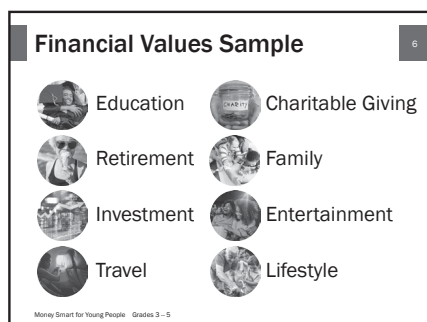 Financial Values Sample
6
Education
Charitable Giving
CHARITY
Retirement
Family
Investment
Entertainment
Travel
Lifestyle
Money Smart for Young People Grades 3 – 5